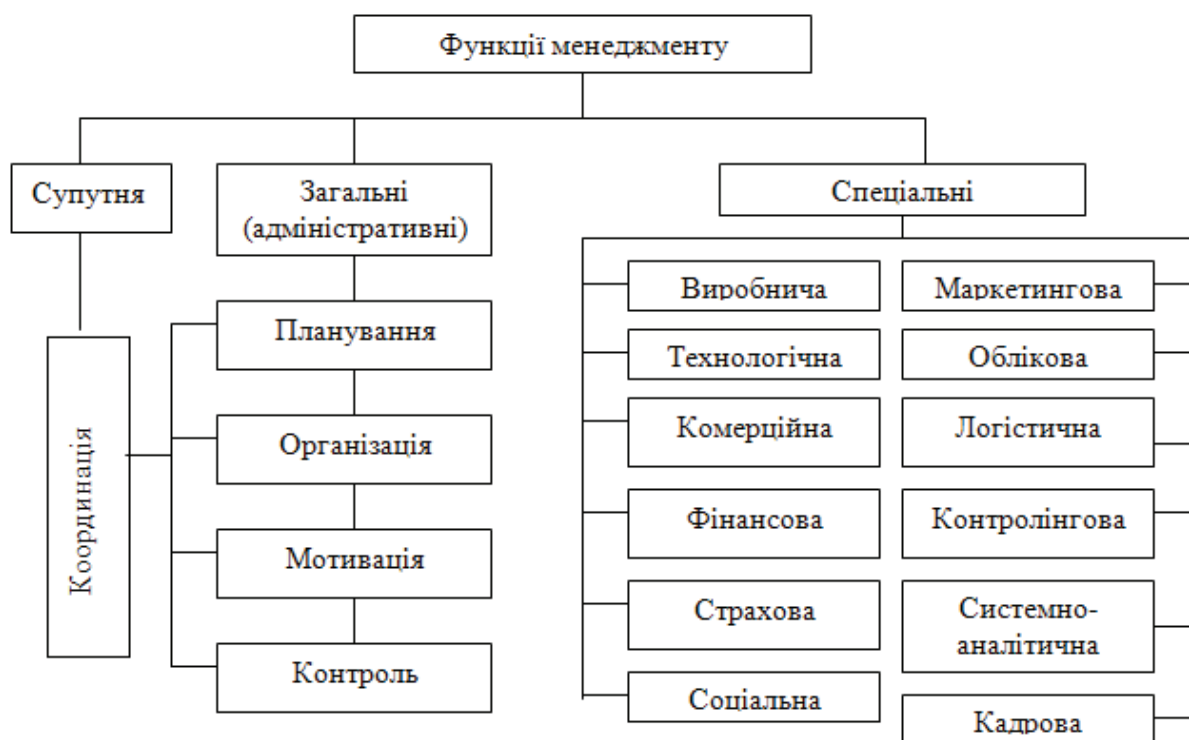 Функції менеджменту
Супутня
Загальні
(адміністративні)
Спеціальні
Координація
Планування
Організація
Мотивація
Контроль
Виробнича
Технологічна
Комерційна
Фінансова
Страхова
Соціальна
Маркетингова
Облікова
Логістична
Контролінгова
Системно-
аналітична
Кадрова